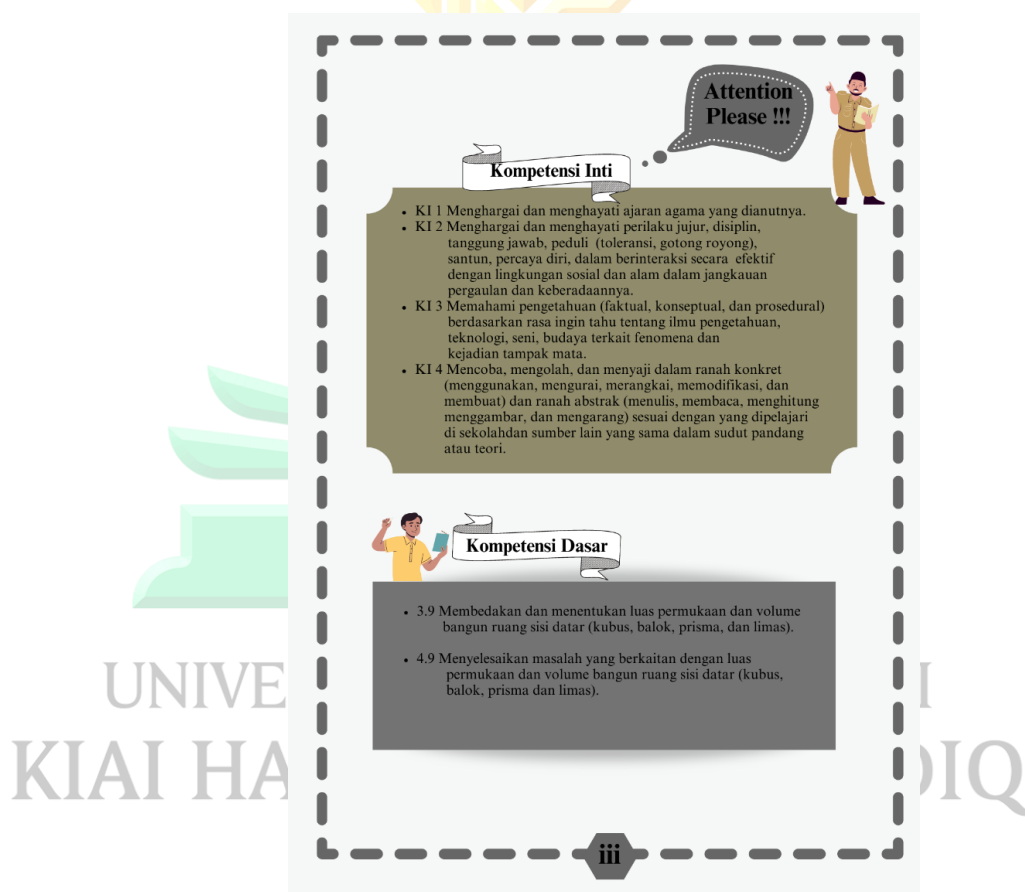 Attention
Please !!!
Kompetensi Inti
• KI 1 Menghargai dan menghayati ajaran agama yang dianutnya.
• KI 2 Menghargai dan menghayati perilaku jujur, disiplin,
tanggung jawab, peduli (toleransi, gotong royong),
santun, percaya diri, dalam berinteraksi secara efektif
dengan lingkungan sosial dan alam dalam jangkauan
pergaulan dan keberadaannya.
• KI 3 Memahami pengetahuan (faktual, konseptual, dan prosedural)
berdasarkan rasa ingin tahu tentang ilmu pengetahuan,
teknologi, seni, budaya terkait fenomena dan
kejadian tampak mata.
• KI 4 Mencoba, mengolah, dan menyaji dalam ranah konkret
(menggunakan, mengurai, merangkai, memodifikasi, dan
membuat) dan ranah abstrak (menulis, membaca, menghitung
menggambar, dan mengarang) sesuai dengan yang dipelajari
di sekolahdan sumber lain yang sama dalam sudut pandang
atau teori.
Kompetensi Dasar
• 3.9 Membedakan dan menentukan luas permukaan dan volume
bangun ruang sisi datar (kubus, balok, prisma, dan limas).
• 4.9 Menyelesaikan masalah yang berkaitan dengan luas
permukaan dan volume bangun ruang sisi datar (kubus,
balok, prisma dan limas).
UNIVE
I
KIAI HA
DIQ
iii